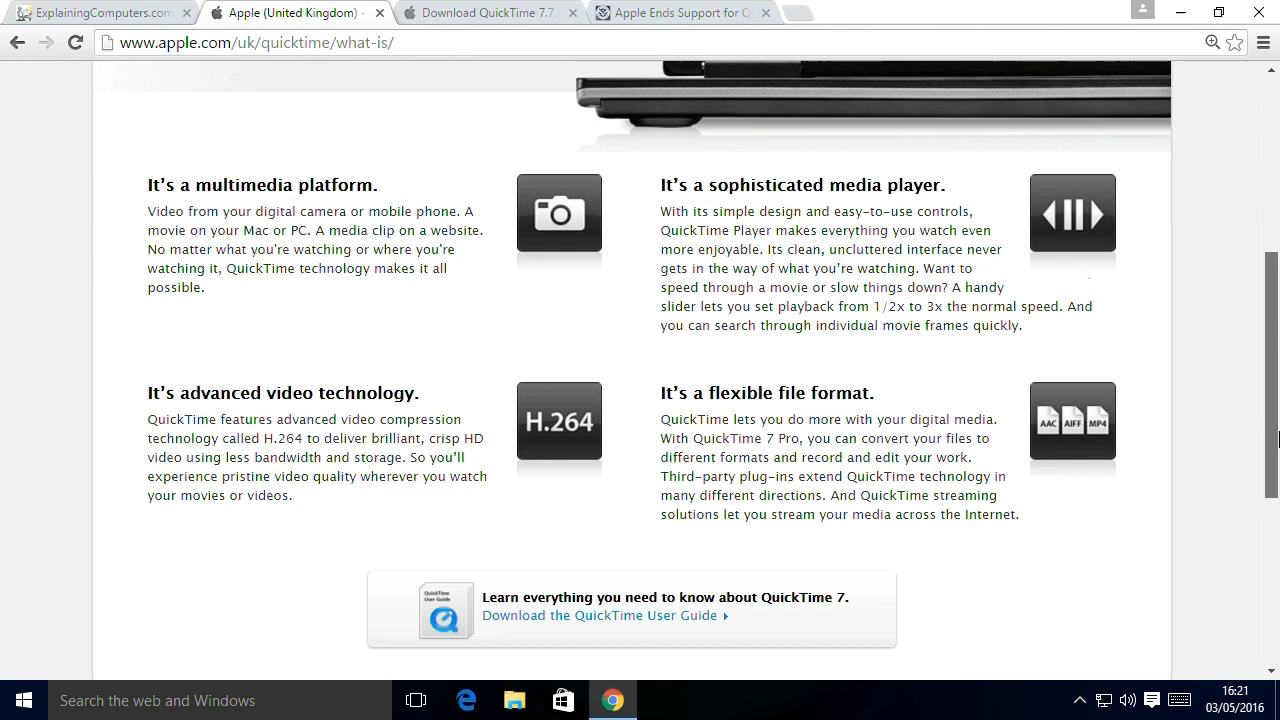 ExplainingComputers.com
Apple (United Kingdom) -
Download QuickTime 7.7.
Apple Ends Support for Q
www.apple.com/uk/quicktime/what-is/
It's a multimedia platform.
Video from your digital camera or mobile phone. A
movie on your Mac or PC. A media clip on a website.
No matter what you're watching or where you're
watching it, QuickTime technology makes it all
possible.
It's a sophisticated media player.
With its simple design and easy-to-use controls,
QuickTime Player makes everything you watch even
more enjoyable. Its clean, uncluttered interface never
gets in the way of what you're watching. Want to
speed through a movie or slow things down? A handy
slider lets you set playback from 1/2x to 3x the normal speed. And
you can search through individual movie frames quickly.
It's advanced video technology.
QuickTime features advanced video compression
technology called H.264 to deliver brilliant, crisp HD
video using less bandwidth and storage. So you'll
experience pristine video quality wherever you watch
your movies or videos.
H.264
It's a flexible file format.
QuickTime lets you do more with your digital media.
With QuickTime 7 Pro, you can convert your files to
different formats and record and edit your work.
Third-party plug-ins extend QuickTime technology in
many different directions. And QuickTime streaming
solutions let you stream your media across the Internet.
AAC AIFF MP4
QuickTime
User Guide
Learn everything you need to know about QuickTime 7.
Download the QuickTime User Guide
Search the web and Windows
16:21
03/05/2016